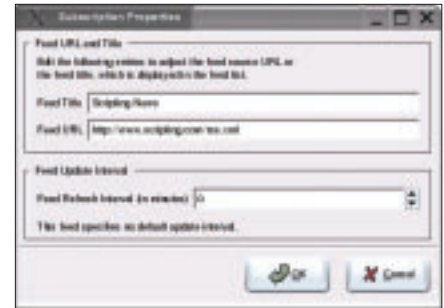 Subscription Properties
Feed URL and Title
Edit the following entries to adjust the feed source URL or
the feed title, which is displayed in the feed list.
Feed Title Scripting News
Feed URL http://www.scripting.com/rss.xml
Feed Update Interval
Feed Refresh Interval (in minutes) 0
This feed specifies no default update interval.
OK
Cancel